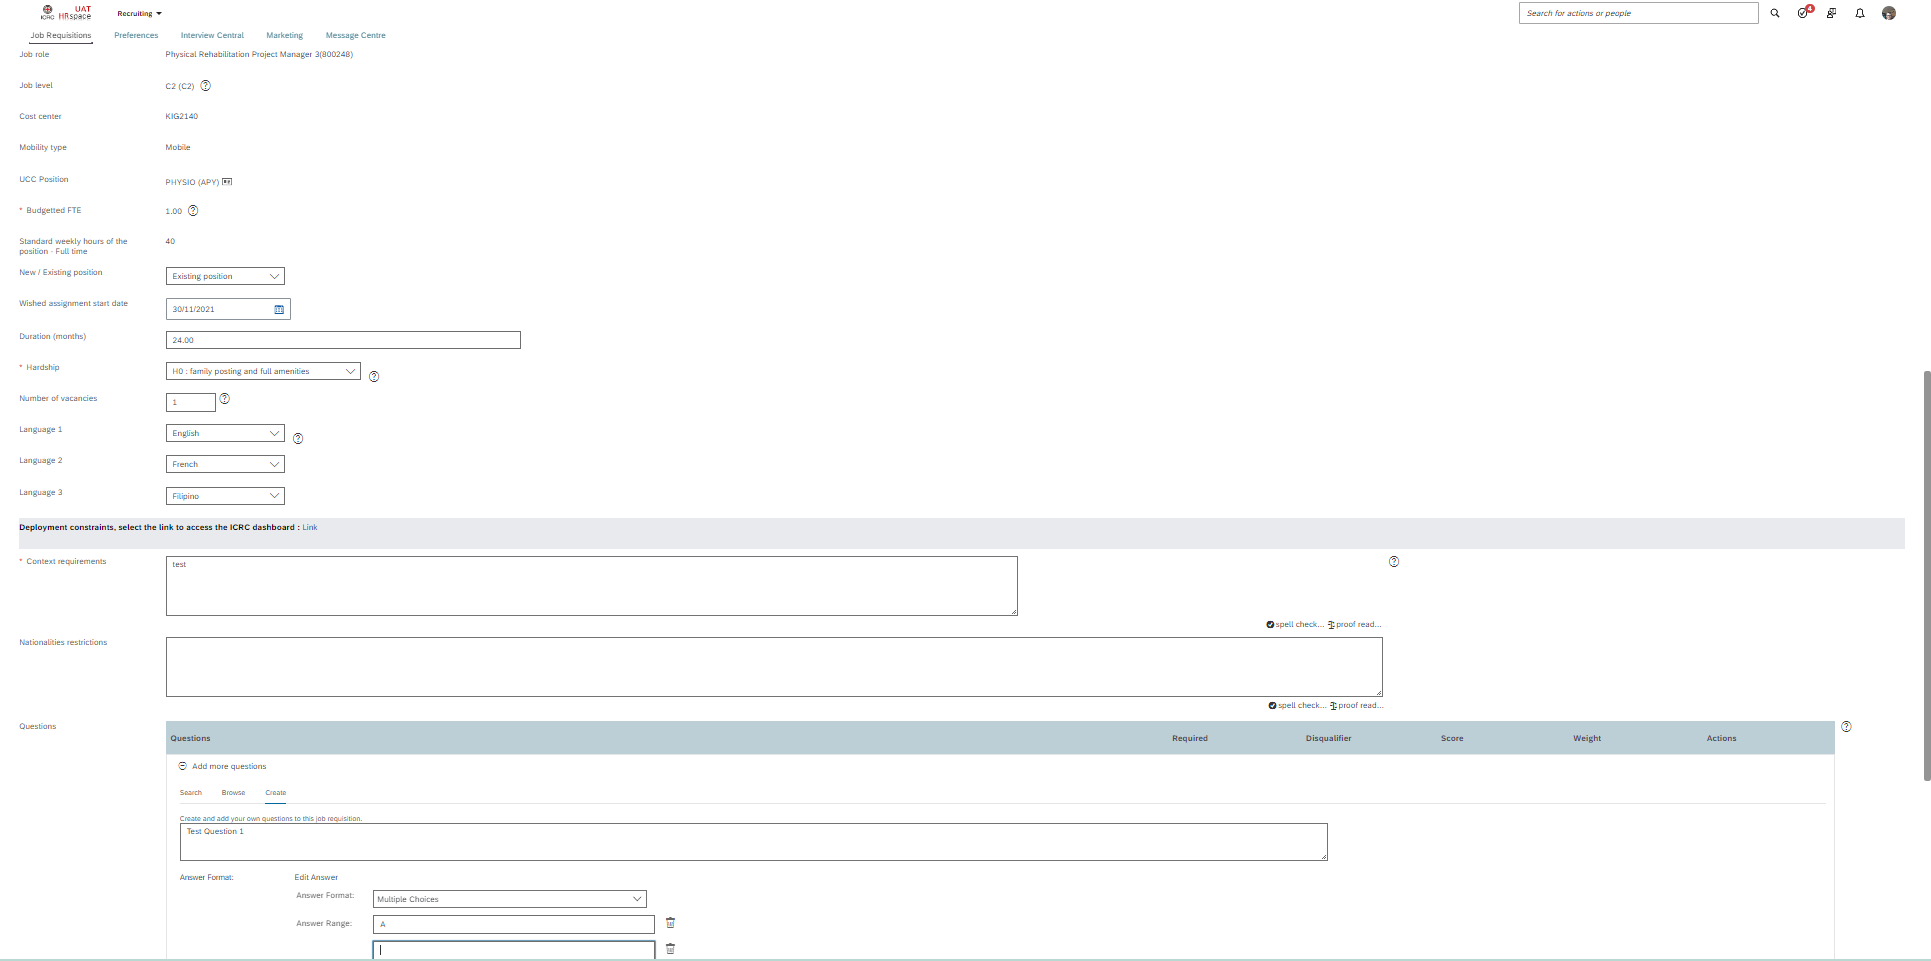 ICRC
UAT
HRspace
Recruiting
Search for actions or people
4
Job Requisitions
Preferences
Interview Central
Marketing
Message Centre
Job role
Physical Rehabilitation Project Manager 3(800248)
Job level
C2 (C2)
Cost center
KIG2140
Mobility type
Mobile
UCC Position
PHYSIO (APY)
* Budgetted FTE
1.00
Standard weekly hours of the
position - Full time
40
New / Existing position
Existing position
Wished assignment start date
30/11/2021
Duration (months)
24.00
* Hardship
H0 : family posting and full amenities
Number of vacancies
1
Language 1
English
Language 2
French
Language 3
Filipino
Deployment constraints, select the link to access the ICRC dashboard : Link
* Context requirements
test
spell check... proof read...
Nationalities restrictions
spell check... proof read...
Questions
Questions Required Disqualifier Score Weight Actions
Add more questions
Search Browse Create
Create and add your own questions to this job requisition.
Test Question 1
Answer Format:
Edit Answer
Answer Format:
Multiple Choices
Answer Range:
A